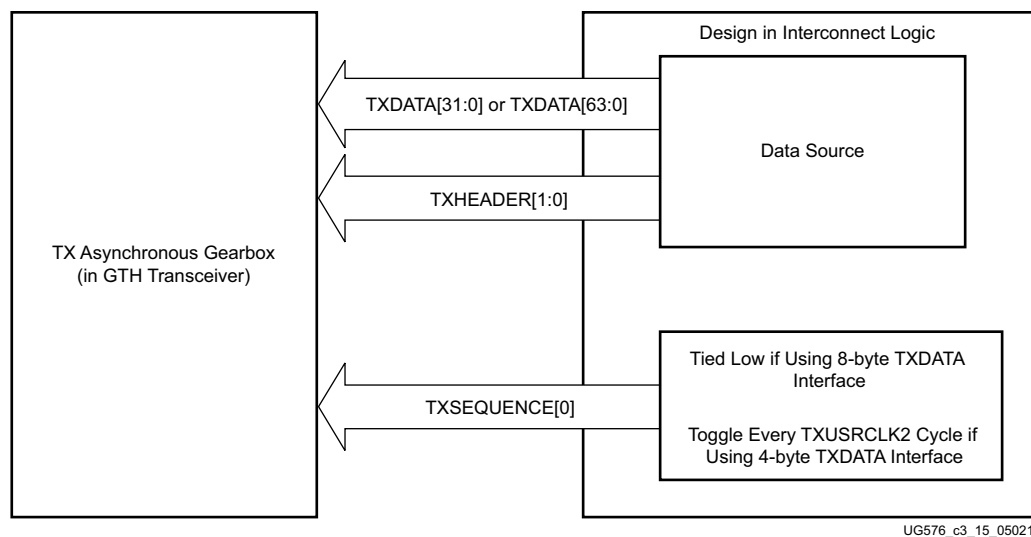 Design in Interconnect Logic
TXDATA[31:0] or TXDATA[63:0]
Data Source
TXHEADER[1:0]
TX Asynchronous Gearbox
(in GTH Transceiver)
Tied Low if Using 8-byte TXDATA
Interface
TXSEQUENCE[0]
Toggle Every TXUSRCLK2 Cycle if
Using 4-byte TXDATA Interface
UG576_c3_15_05021